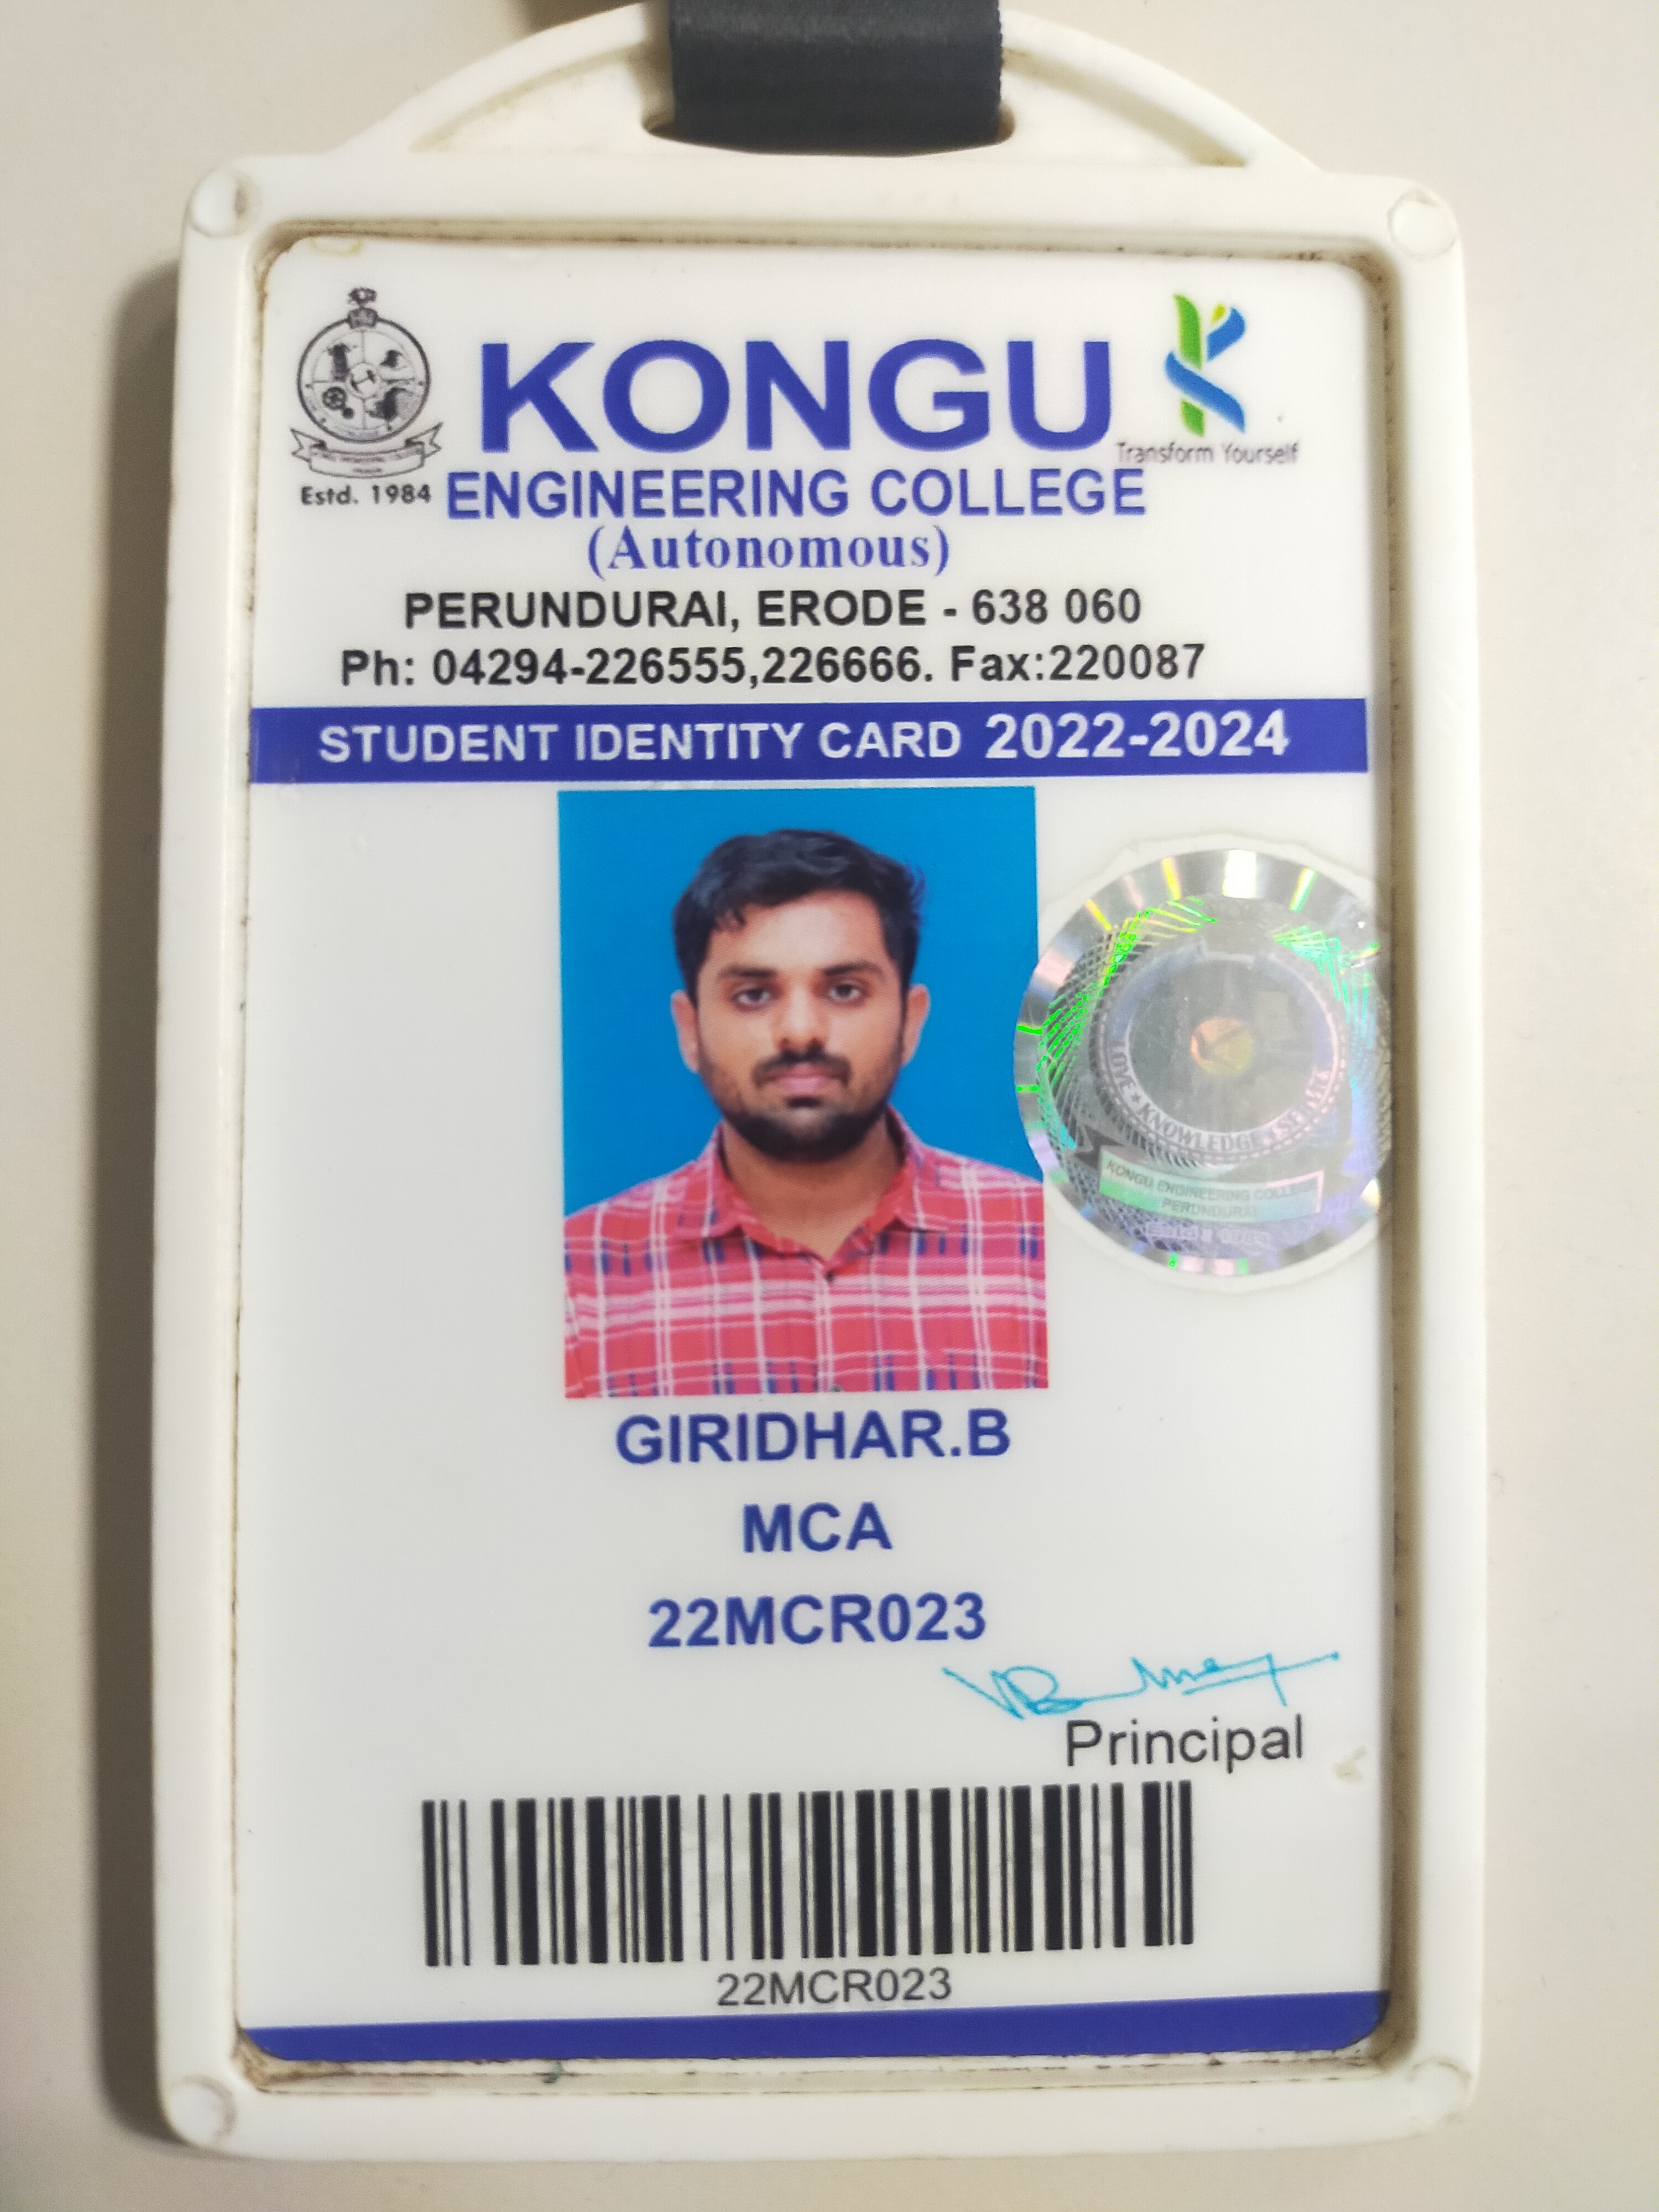 KONGU
Transform Yourself
Estd. 1984
ENGINEERING COLLEGE
(Autonomous)
PERUNDURAI, ERODE - 638 060
Ph: 04294-226555,226666. Fax:220087
STUDENT IDENTITY CARD 2022-2024
LOVE * KNOWLEDGE
KONGU ENGINEERING COLLEGE
PERUNDURAI
GIRIDHAR.B
MCA
22MCR023
Principal
22MCR023